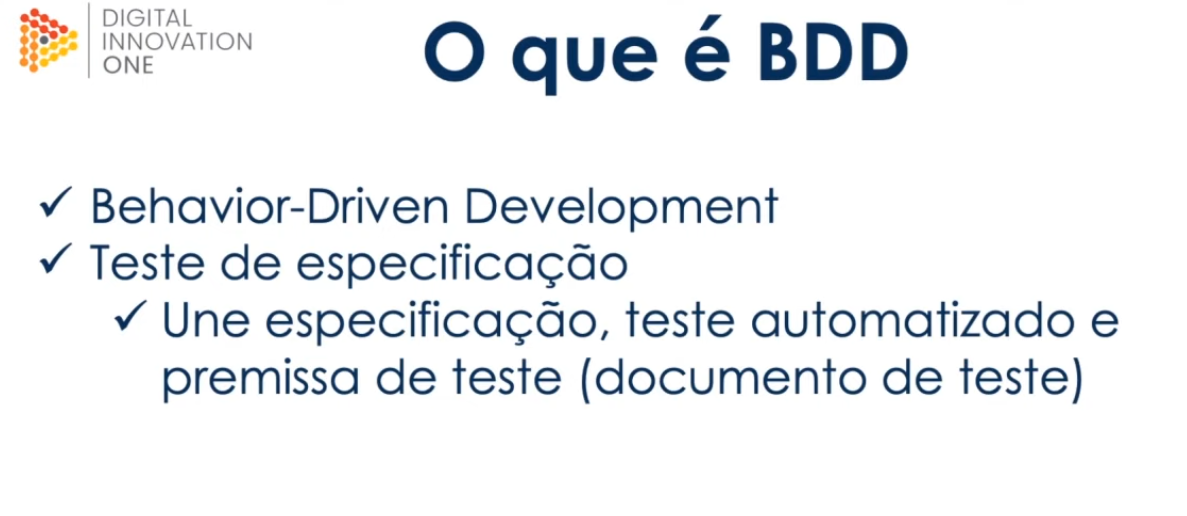 DIGITAL
INNOVATION
ONE
O que é BDD
✓ Behavior-Driven Development
✓ Teste de especificação
✓ Une especificação, teste automatizado e
premissa de teste (documento de teste)